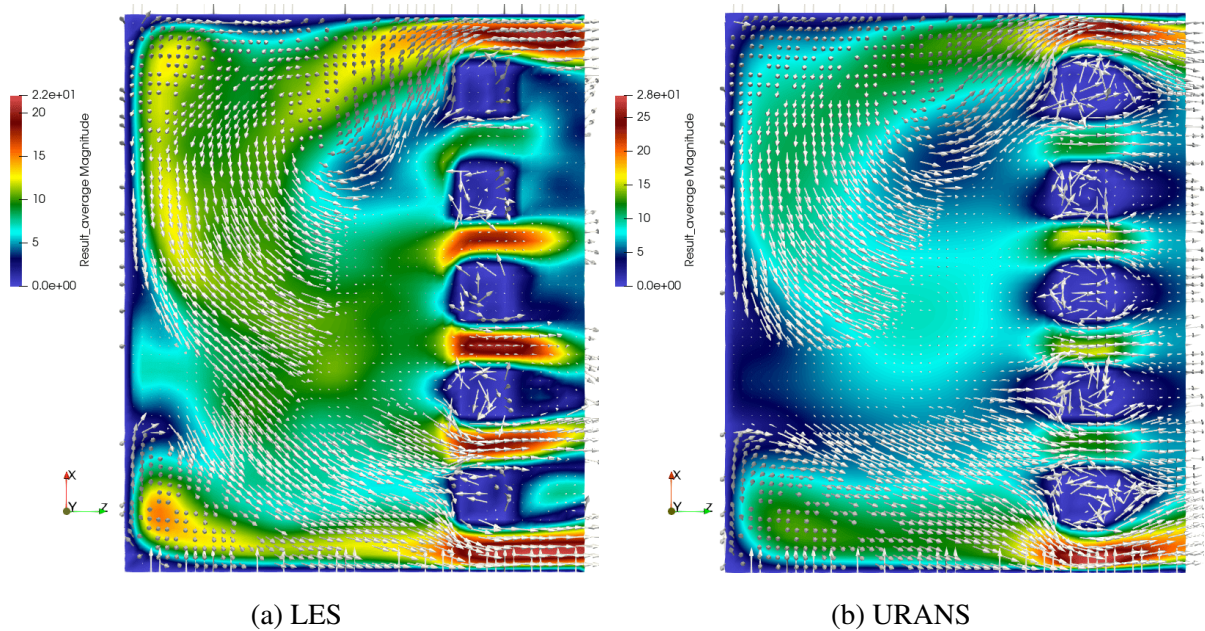 2.2e+01
20
15
10
5
0.0e+00
Result_average Magnitude
X
Y
Z
2.8e+01
25
20
15
10
5
0.0e+00
Result_average Magnitude
X
Y
Z
(a) LES
(b) URANS